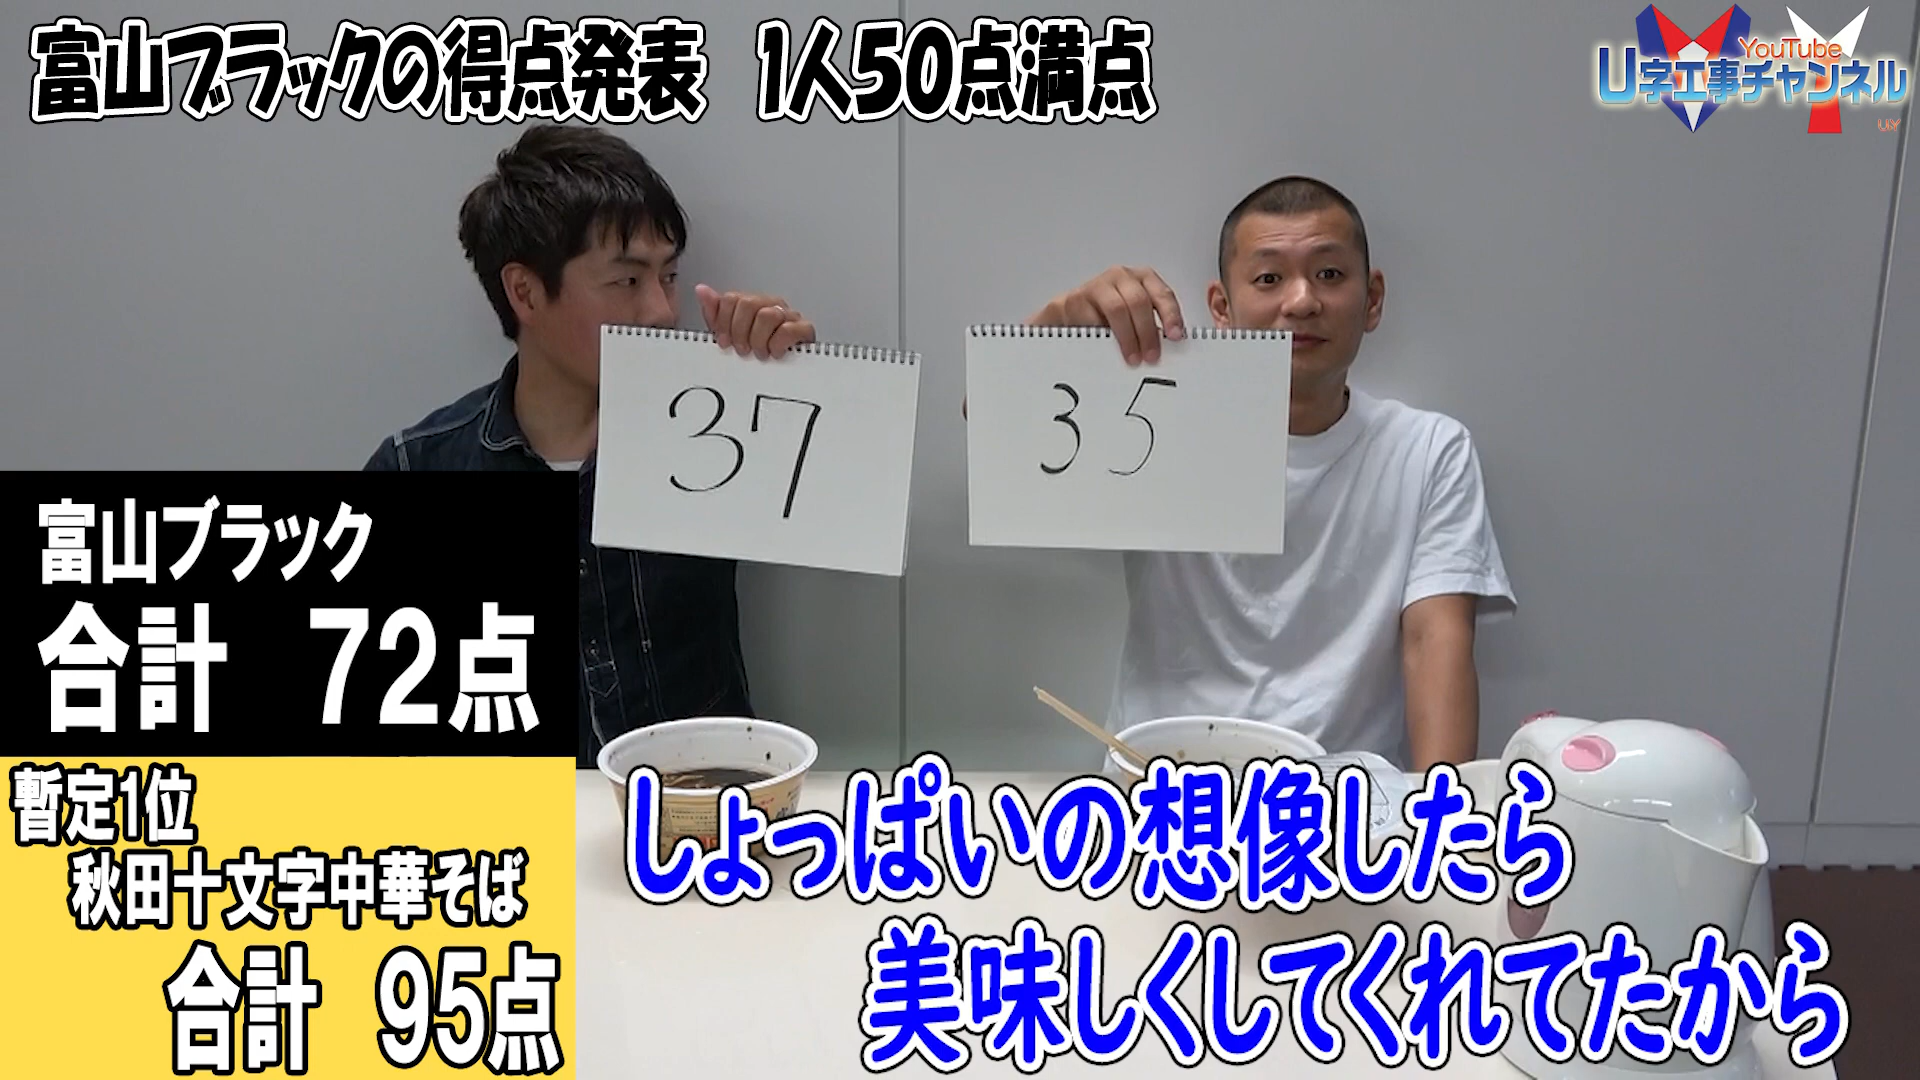 富山ブラックの得点発表 1人50点満点
YouTube
U字工事チャンネル
UJY
37
35
富山ブラック
合計 72点
暫定1位
秋田十文字中華そば
合計 95点
しょっぱいの想像したら
美味しくしてくれてたから